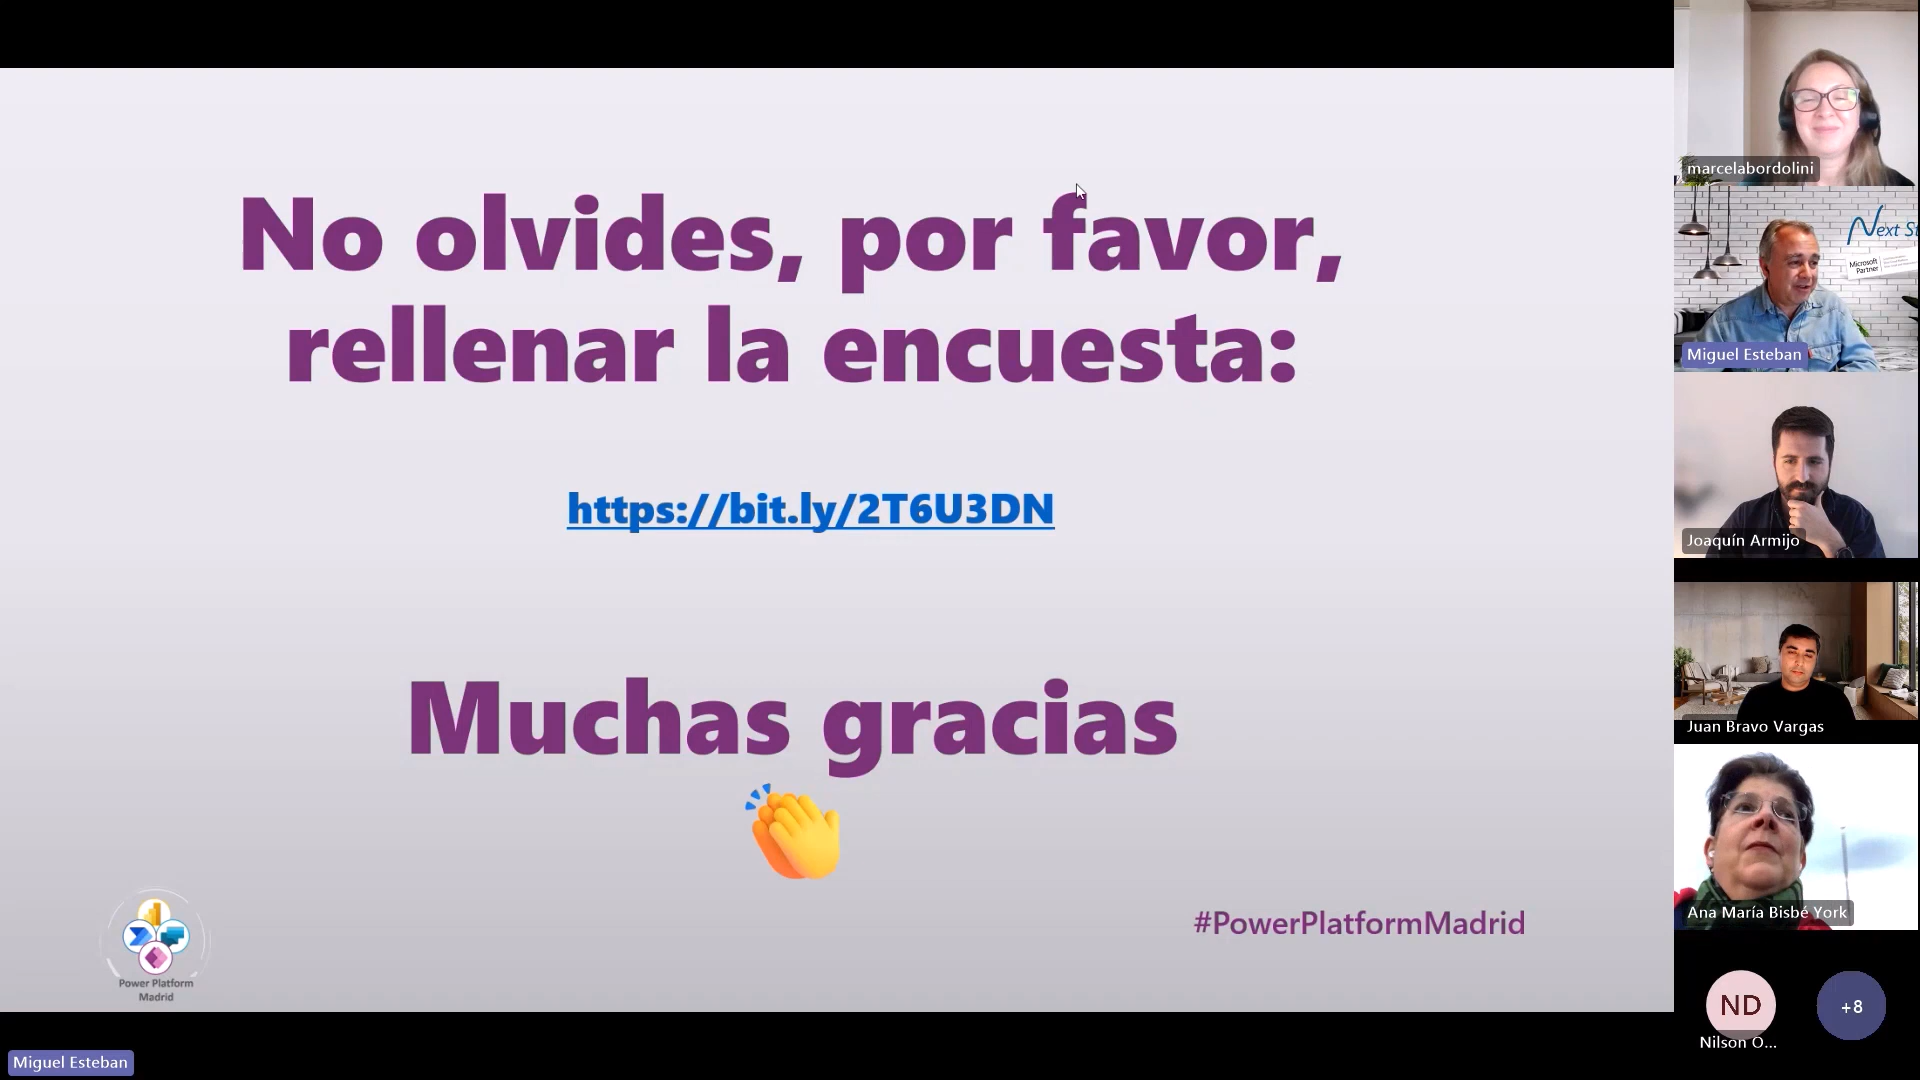 No olvides, por favor,
rellenar la encuesta:
https://bit.ly/2T6U3DN
Muchas gracias
#PowerPlatformMadrid
Power Platform
Madrid
Miguel Esteban
marcelabordolini
Next St
Microsoft
Partner
Miguel Esteban
Joaquín Armijo
Juan Bravo Vargas
Ana María Bisbé York
ND
+8
Nilson O...